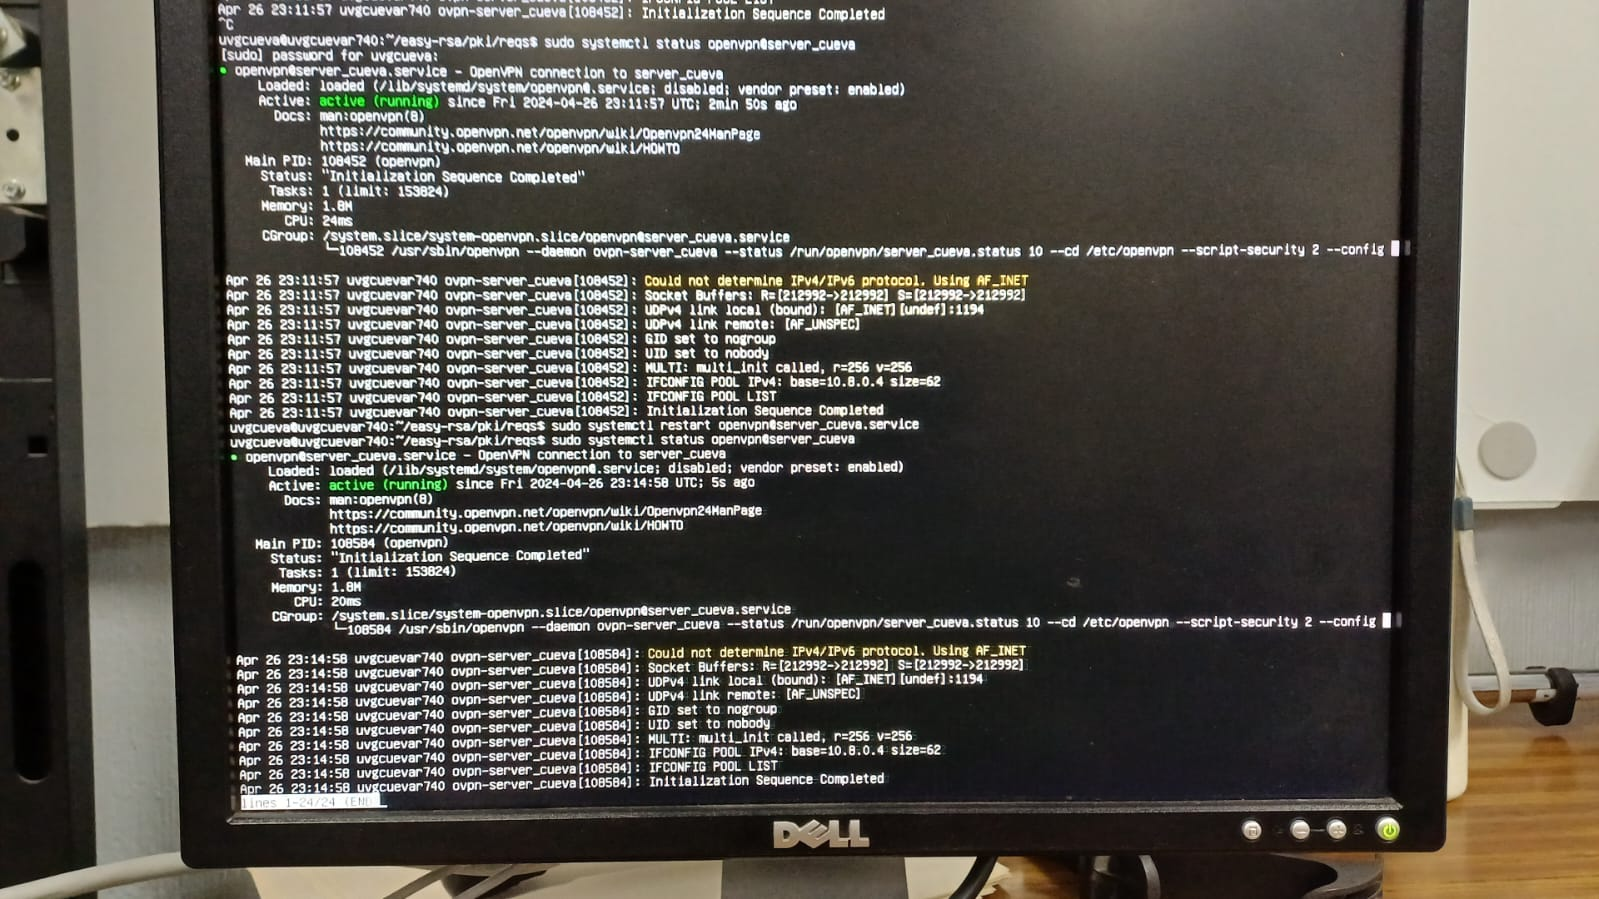 Apr 26 23:11:57 uvgcuevar740 ovpn-server_cueva[108452]: IFCONFIG POOL LIST
Apr 26 23:11:57 uvgcuevar740 ovpn-server_cueva[108452]: Initialization Sequence Completed
^C
uvgcueva@uvgcuevar740:~/easy-rsa/pki/reqs$ sudo systemctl status openvpn@server_cueva
[sudo] password for uvgcueva:
● openvpn@server_cueva.service - OpenVPN connection to server_cueva
Loaded: loaded (/lib/systemd/system/openvpn@.service; disabled; vendor preset: enabled)
Active: active (running) since Fri 2024-04-26 23:11:57 UTC; 2min 50s ago
Docs: man:openvpn(8)
https://community.openvpn.net/openvpn/wiki/Openvpn24ManPage
https://community.openvpn.net/openvpn/wiki/HOWTO
Main PID: 108452 (openvpn)
Status: "Initialization Sequence Completed"
Tasks: 1 (limit: 153824)
Memory: 1.8M
CPU: 24ms
CGroup: /system.slice/system-openvpn.slice/openvpn@server_cueva.service
└─108452 /usr/sbin/openvpn --daemon ovpn-server_cueva --status /run/openvpn/server_cueva.status 10 --cd /etc/openvpn --script-security 2 --config
Apr 26 23:11:57 uvgcuevar740 ovpn-server_cueva[108452]: Could not determine IPv4/IPv6 protocol. Using AF_INET
Apr 26 23:11:57 uvgcuevar740 ovpn-server_cueva[108452]: Socket Buffers: R=[212992->212992] S=[212992->212992]
Apr 26 23:11:57 uvgcuevar740 ovpn-server_cueva[108452]: UDPv4 link local (bound): [AF_INET][undef]:1194
Apr 26 23:11:57 uvgcuevar740 ovpn-server_cueva[108452]: UDPv4 link remote: [AF_UNSPEC]
Apr 26 23:11:57 uvgcuevar740 ovpn-server_cueva[108452]: GID set to nogroup
Apr 26 23:11:57 uvgcuevar740 ovpn-server_cueva[108452]: UID set to nobody
Apr 26 23:11:57 uvgcuevar740 ovpn-server_cueva[108452]: MULTI: multi_init called, r=256 v=256
Apr 26 23:11:57 uvgcuevar740 ovpn-server_cueva[108452]: IFCONFIG POOL IPv4: base=10.8.0.4 size=62
Apr 26 23:11:57 uvgcuevar740 ovpn-server_cueva[108452]: IFCONFIG POOL LIST
Apr 26 23:11:57 uvgcuevar740 ovpn-server_cueva[108452]: Initialization Sequence Completed
uvgcueva@uvgcuevar740:~/easy-rsa/pki/reqs$ sudo systemctl restart openvpn@server_cueva.service
uvgcueva@uvgcuevar740:~/easy-rsa/pki/reqs$ sudo systemctl status openvpn@server_cueva
● openvpn@server_cueva.service - OpenVPN connection to server_cueva
Loaded: loaded (/lib/systemd/system/openvpn@.service; disabled; vendor preset: enabled)
Active: active (running) since Fri 2024-04-26 23:14:58 UTC; 5s ago
Docs: man:openvpn(8)
https://community.openvpn.net/openvpn/wiki/Openvpn24ManPage
https://community.openvpn.net/openvpn/wiki/HOWTO
Main PID: 108584 (openvpn)
Status: "Initialization Sequence Completed"
Tasks: 1 (limit: 153824)
Memory: 1.8M
CPU: 20ms
CGroup: /system.slice/system-openvpn.slice/openvpn@server_cueva.service
└─108584 /usr/sbin/openvpn --daemon ovpn-server_cueva --status /run/openvpn/server_cueva.status 10 --cd /etc/openvpn --script-security 2 --config
Apr 26 23:14:58 uvgcuevar740 ovpn-server_cueva[108584]: Could not determine IPv4/IPv6 protocol. Using AF_INET
Apr 26 23:14:58 uvgcuevar740 ovpn-server_cueva[108584]: Socket Buffers: R=[212992->212992] S=[212992->212992]
Apr 26 23:14:58 uvgcuevar740 ovpn-server_cueva[108584]: UDPv4 link local (bound): [AF_INET][undef]:1194
Apr 26 23:14:58 uvgcuevar740 ovpn-server_cueva[108584]: UDPv4 link remote: [AF_UNSPEC]
Apr 26 23:14:58 uvgcuevar740 ovpn-server_cueva[108584]: GID set to nogroup
Apr 26 23:14:58 uvgcuevar740 ovpn-server_cueva[108584]: UID set to nobody
Apr 26 23:14:58 uvgcuevar740 ovpn-server_cueva[108584]: MULTI: multi_init called, r=256 v=256
Apr 26 23:14:58 uvgcuevar740 ovpn-server_cueva[108584]: IFCONFIG POOL IPv4: base=10.8.0.4 size=62
Apr 26 23:14:58 uvgcuevar740 ovpn-server_cueva[108584]: IFCONFIG POOL LIST
Apr 26 23:14:58 uvgcuevar740 ovpn-server_cueva[108584]: Initialization Sequence Completed
lines 1-24/24 (END)
DELL